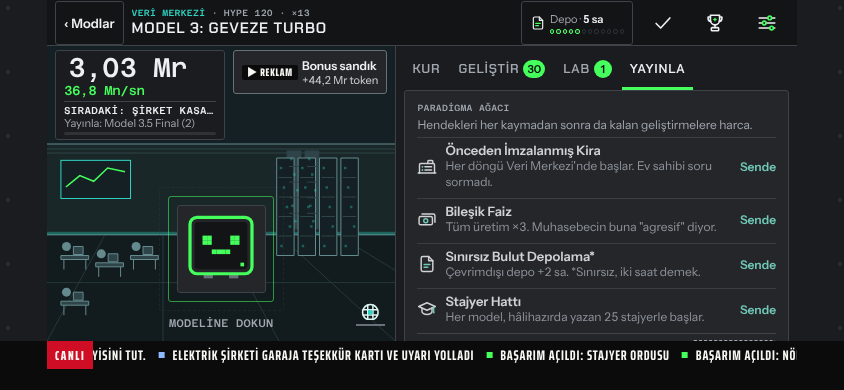 ‹ Modlar
VERİ MERKEZİ · HYPE 120 · ×13
MODEL 3: GEVEZE TURBO
Depo · 5 sa
3,03 Mr
36,8 Mn/sn
ŞIRADAKİ: ŞİRKET KASA…
Yayınla: Model 3.5 Final (2)
REKLAM
Bonus sandık
+44,2 Mr token
MODELİNE DOKUN
KUR
GELİŞTİR 30
LAB 1
YAYINLA
PARADİGMA AĞACI
Hendekleri her kaymadan sonra da kalan geliştirmelere harca.
Önceden İmzalanmış Kira
Her döngü Veri Merkezi'nde başlar. Ev sahibi soru
sormadı.
Sende
Bileşik Faiz
Tüm üretim ×3. Muhasebecin buna "agresif" diyor.
Sende
Sınırsız Bulut Depolama*
Çevrimdışı depo +2 sa. *Sınırsız, iki saat demek.
Sende
Stajyer Hattı
Her model, hâlihazırda yazan 25 stajyerle başlar.
Sende
CANLI
YİSİNİ TUT. ELEKTRİK ŞİRKETİ GARAJA TEŞEKKÜR KARTI VE UYARI YOLLADI BAŞARIM AÇILDI: STAJYER ORDUSU BAŞARIM AÇILDI: NÖ